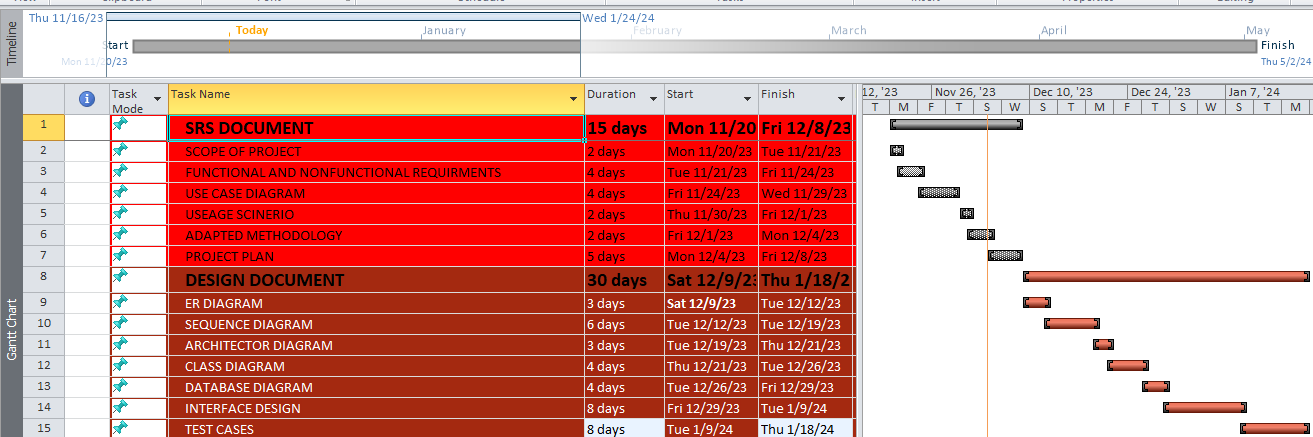 Thu 11/16/23 Wed 1/24/24
Today January February March April May
Start Finish
Mon 11/20/23 Thu 5/2/24
Timeline
Task Mode Task Name Duration Start Finish
12, '23 Nov 26, '23 Dec 10, '23 Dec 24, '23 Jan 7, '24
T M F T S W T M F T S W T M
1 SRS DOCUMENT 15 days Mon 11/20 Fri 12/8/23
2 SCOPE OF PROJECT 2 days Mon 11/20/23 Tue 11/21/23
3 FUNCTIONAL AND NONFUNCTIONAL REQUIRMENTS 4 days Tue 11/21/23 Fri 11/24/23
4 USE CASE DIAGRAM 4 days Fri 11/24/23 Wed 11/29/23
5 USEAGE SCINERIO 2 days Thu 11/30/23 Fri 12/1/23
6 ADAPTED METHODOLOGY 2 days Fri 12/1/23 Mon 12/4/23
7 PROJECT PLAN 5 days Mon 12/4/23 Fri 12/8/23
8 DESIGN DOCUMENT 30 days Sat 12/9/23 Thu 1/18/2
9 ER DIAGRAM 3 days Sat 12/9/23 Tue 12/12/23
10 SEQUENCE DIAGRAM 6 days Tue 12/12/23 Tue 12/19/23
11 ARCHITECTOR DIAGRAM 3 days Tue 12/19/23 Thu 12/21/23
12 CLASS DIAGRAM 4 days Thu 12/21/23 Tue 12/26/23
13 DATABASE DIAGRAM 4 days Tue 12/26/23 Fri 12/29/23
14 INTERFACE DESIGN 8 days Fri 12/29/23 Tue 1/9/24
15 TEST CASES 8 days Tue 1/9/24 Thu 1/18/24
Gantt Chart